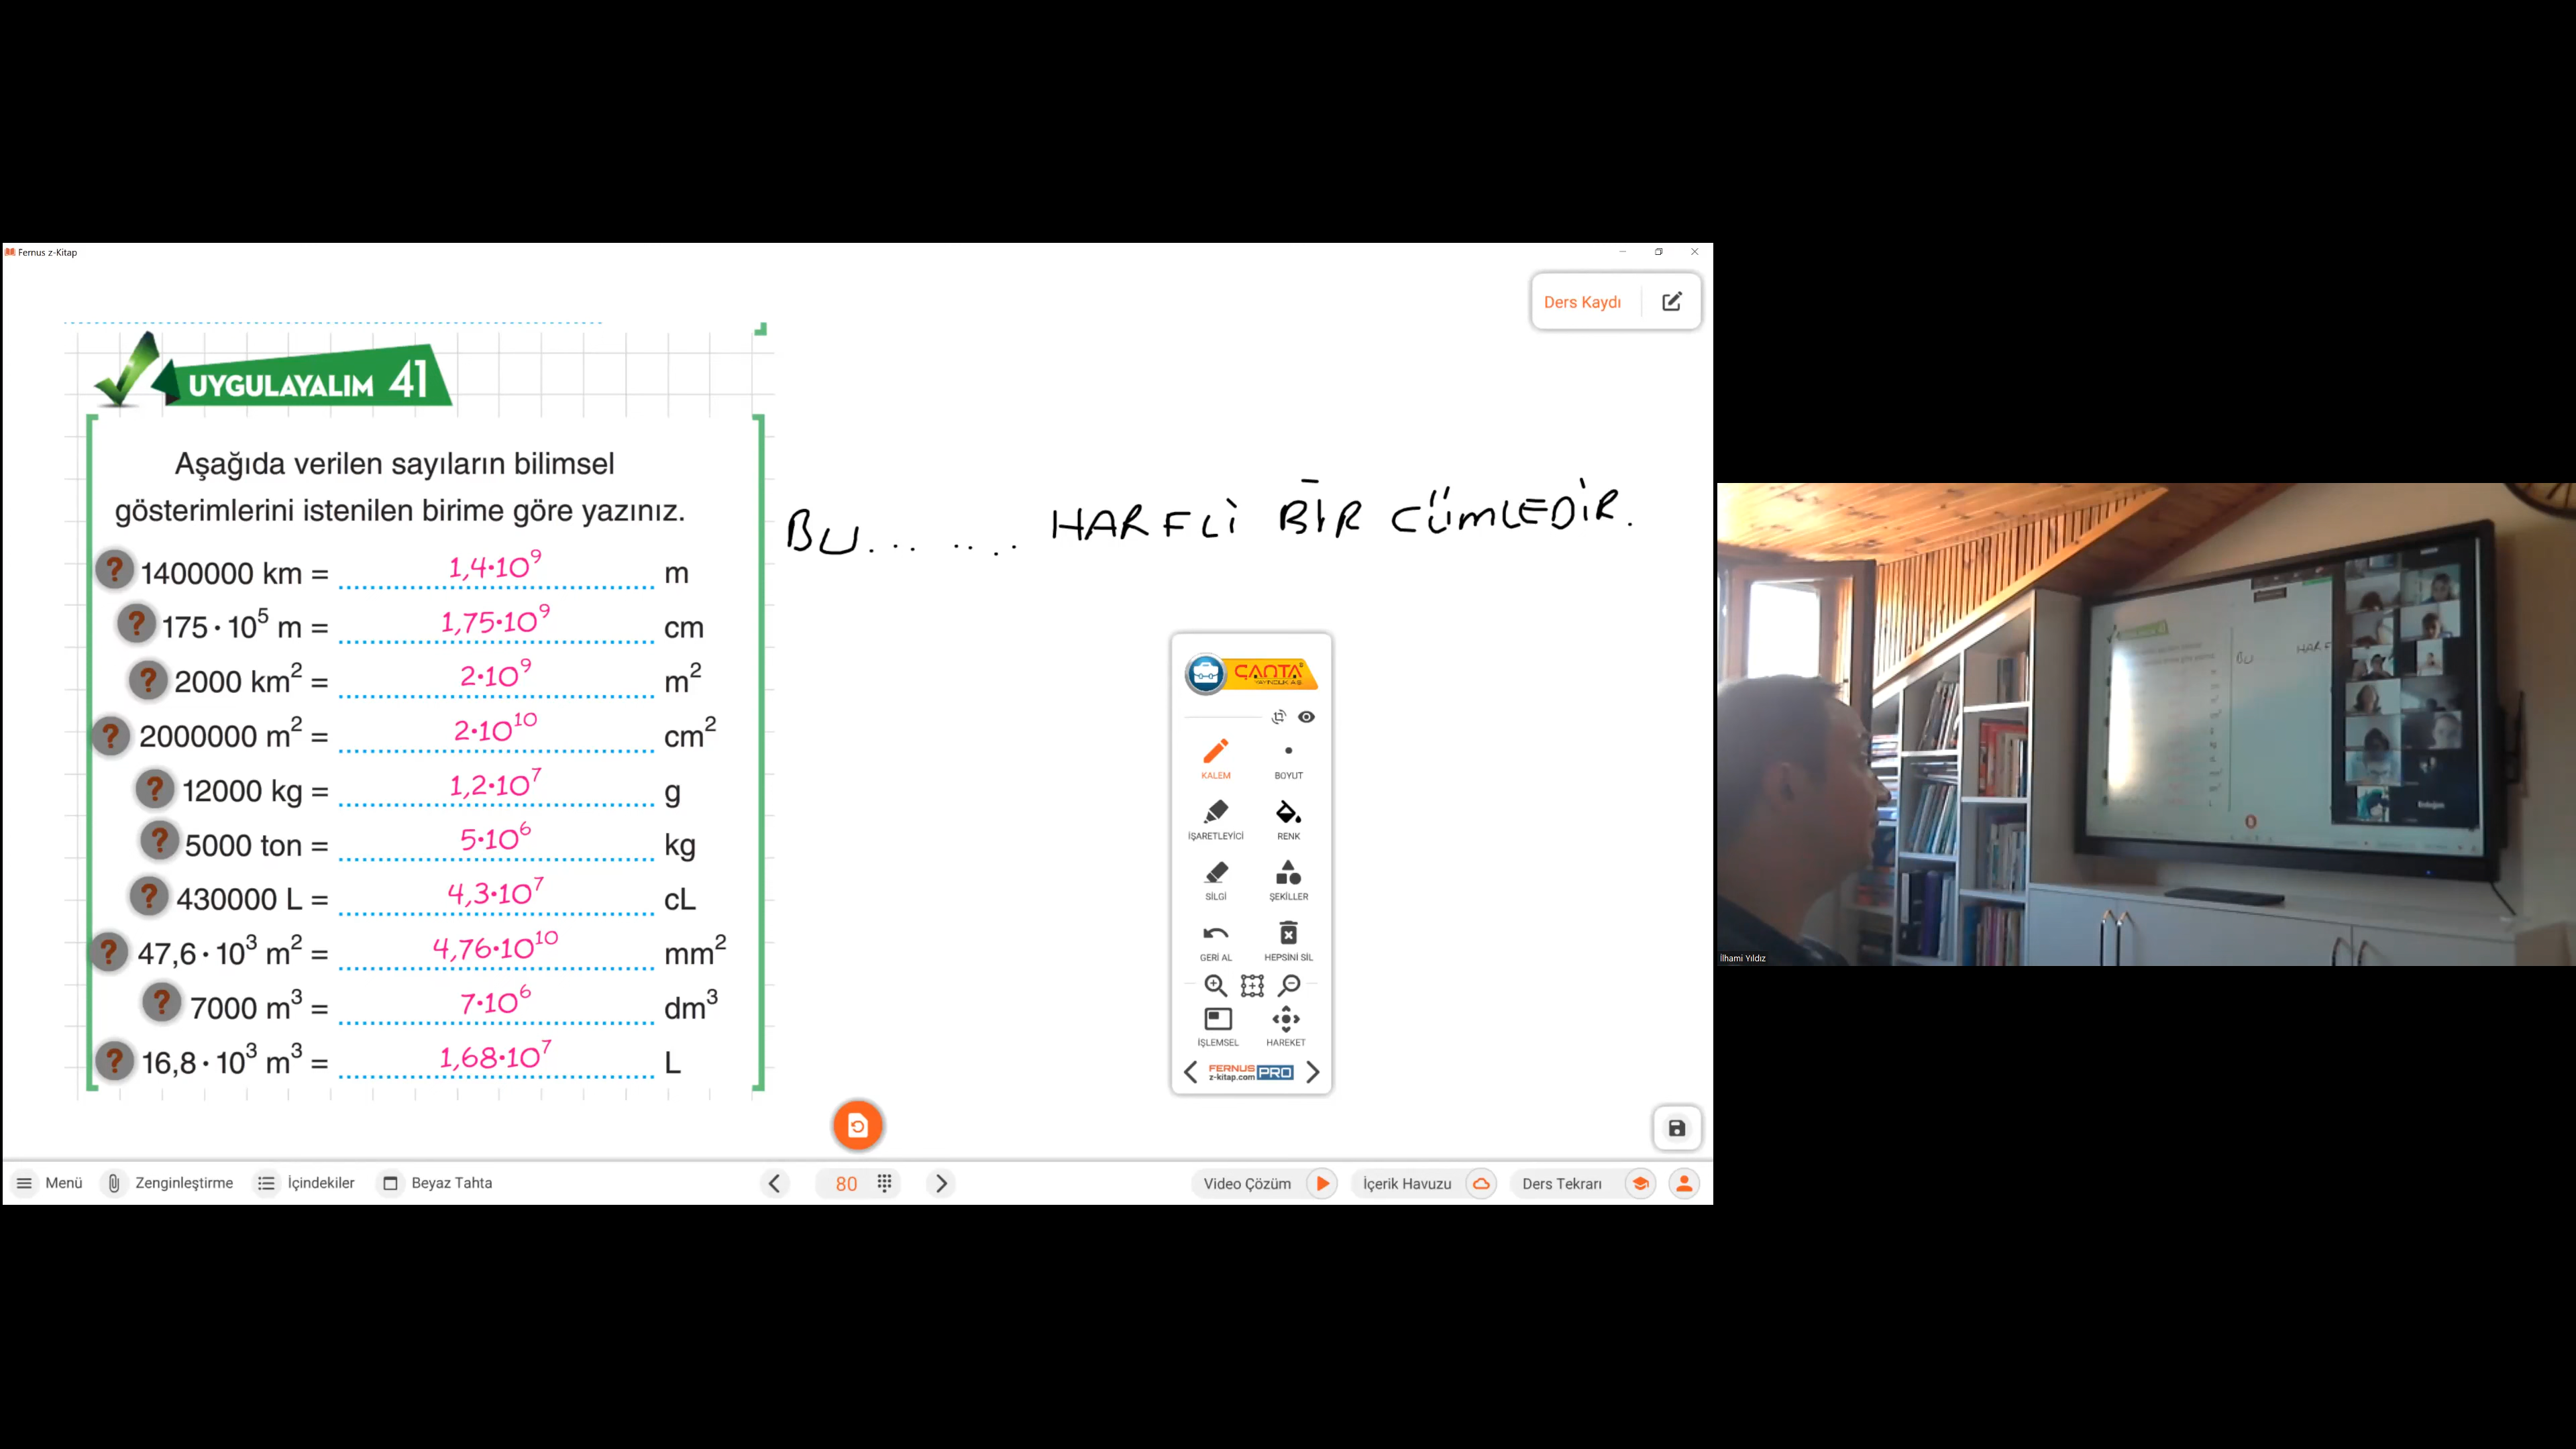 Fernus z-Kitap
Ders Kaydı
UYGULAYALIM 41
Aşağıda verilen sayıların bilimsel
gösterimlerini istenilen birime göre yazınız.
BU....... HARFLİ BİR CÜMLEDİR.
? 1400000 km = 1,4·10⁹ m
? 175·10⁵ m = 1,75·10⁹ cm
? 2000 km² = 2·10⁹ m²
? 2000000 m² = 2·10¹⁰ cm²
? 12000 kg = 1,2·10⁷ g
? 5000 ton = 5·10⁶ kg
? 430000 L = 4,3·10⁷ cL
? 47,6·10³ m² = 4,76·10¹⁰ mm²
? 7000 m³ = 7·10⁶ dm³
? 16,8·10³ m³ = 1,68·10⁷ L
ÇANTA
YAYINCILIK A.Ş.
KALEM BOYUT
İŞARETLEYİCİ RENK
SİLGİ ŞEKİLLER
GERİ AL HEPSİNİ SİL
İŞLEMSEL HAREKET
FERNUS
z-kitap.com PRO
BU HARF
Erdoğan
İlhami Yıldız
Menü Zenginleştirme İçindekiler Beyaz Tahta 80 Video Çözüm İçerik Havuzu Ders Tekrarı